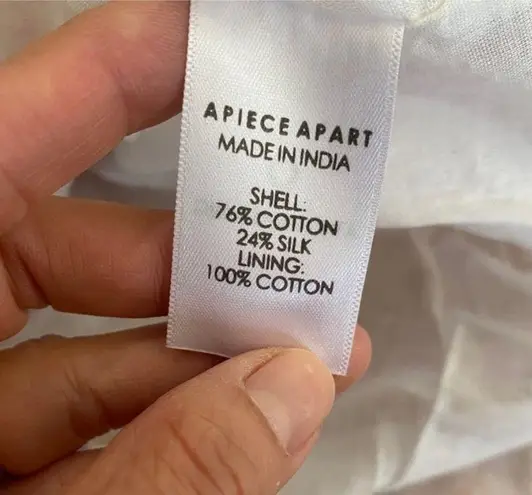 APIECE APART
MADE IN INDIA
SHELL:
76% COTTON
24% SILK
LINING:
100% COTTON